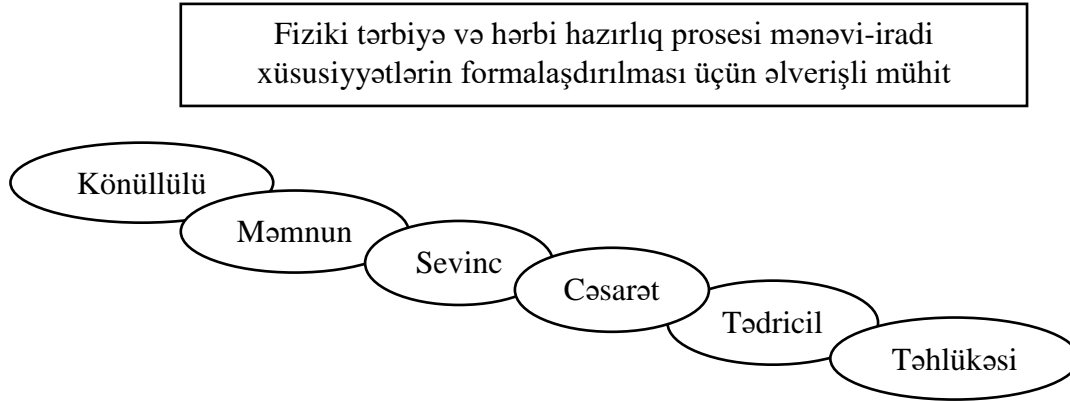 Fiziki tərbiyə və hərbi hazırlıq prosesi mənəvi-iradi
xüsusiyyətlərin formalaşdırılması üçün əlverişli mühit
Könüllülü
Məmnun
Sevinc
Cəsarət
Tədricil
Təhlükəsi